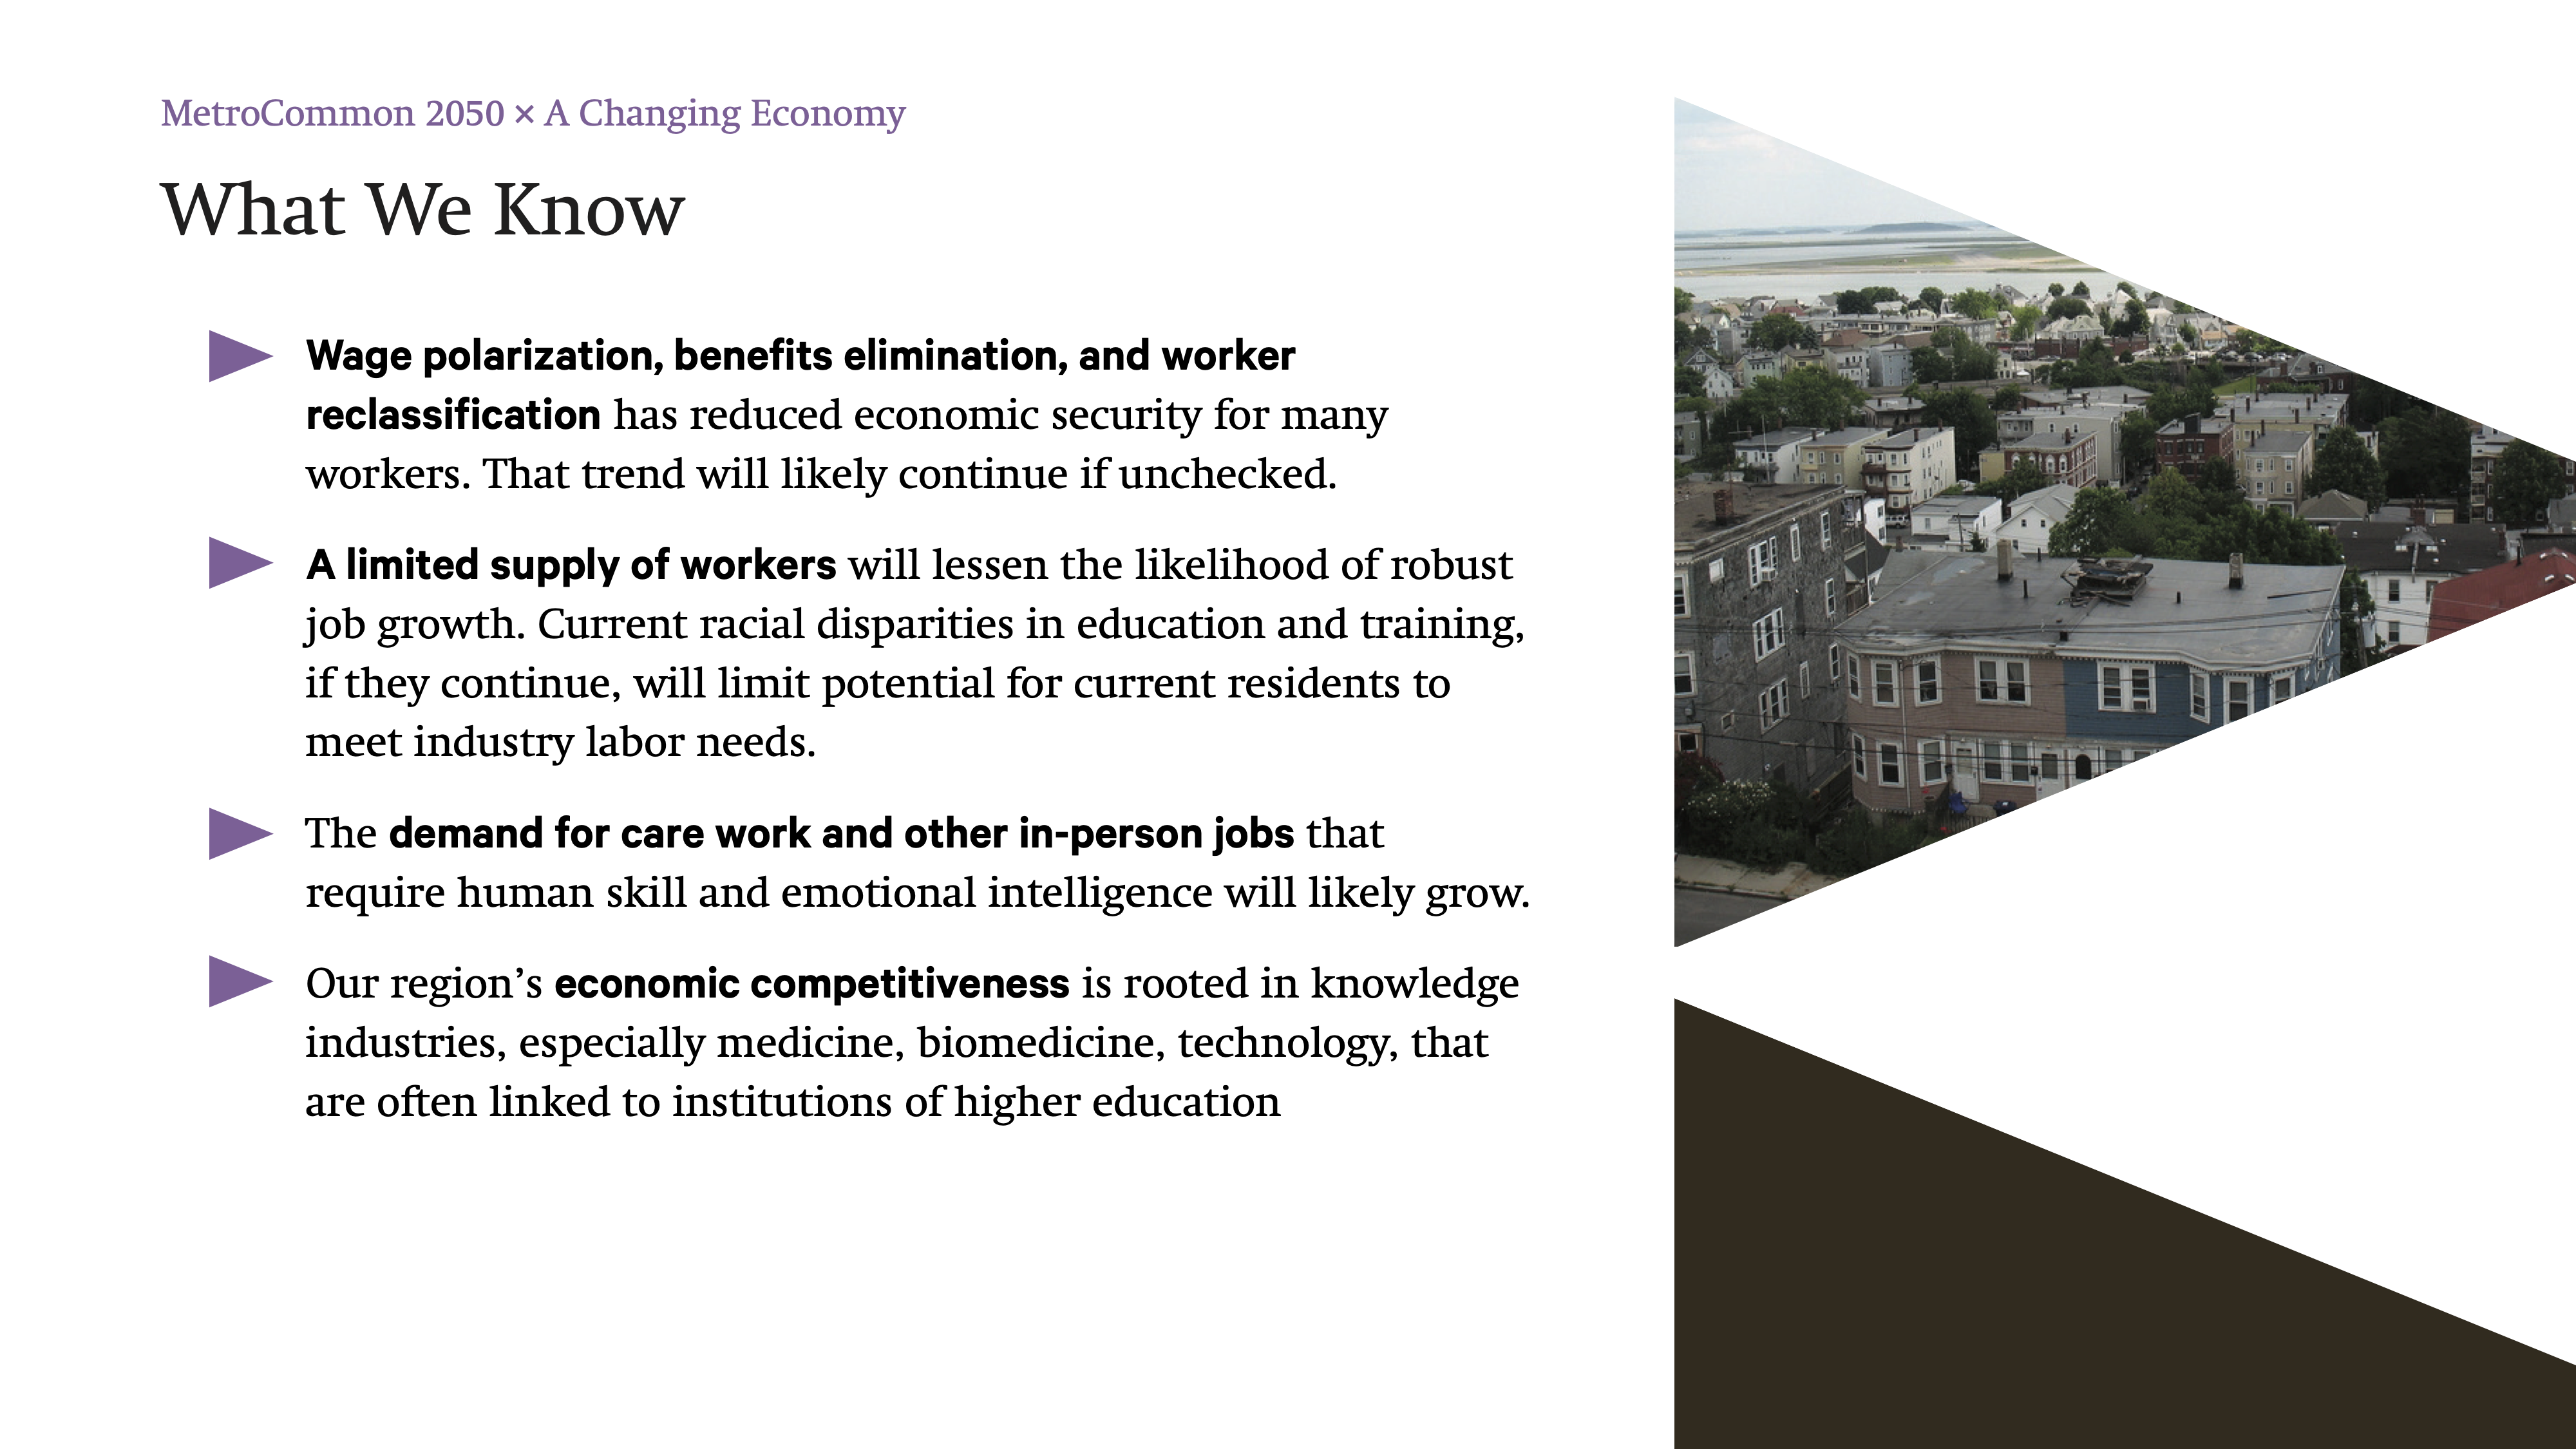 MetroCommon 2050 × A Changing Economy
What We Know
Wage polarization, benefits elimination, and worker
reclassification has reduced economic security for many
workers. That trend will likely continue if unchecked.
A limited supply of workers will lessen the likelihood of robust
job growth. Current racial disparities in education and training,
if they continue, will limit potential for current residents to
meet industry labor needs.
The demand for care work and other in-person jobs that
require human skill and emotional intelligence will likely grow.
Our region’s economic competitiveness is rooted in knowledge
industries, especially medicine, biomedicine, technology, that
are often linked to institutions of higher education